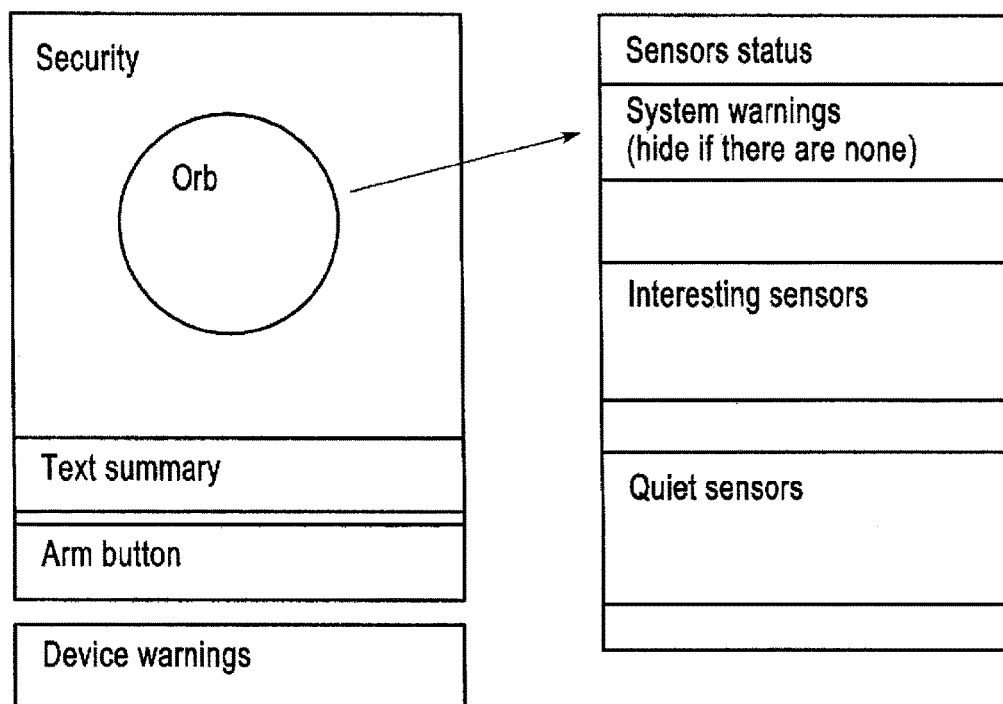 Security
Orb
Text summary
Arm button
Device warnings
Sensors status
System warnings
(hide if there are none)
Interesting sensors
Quiet sensors